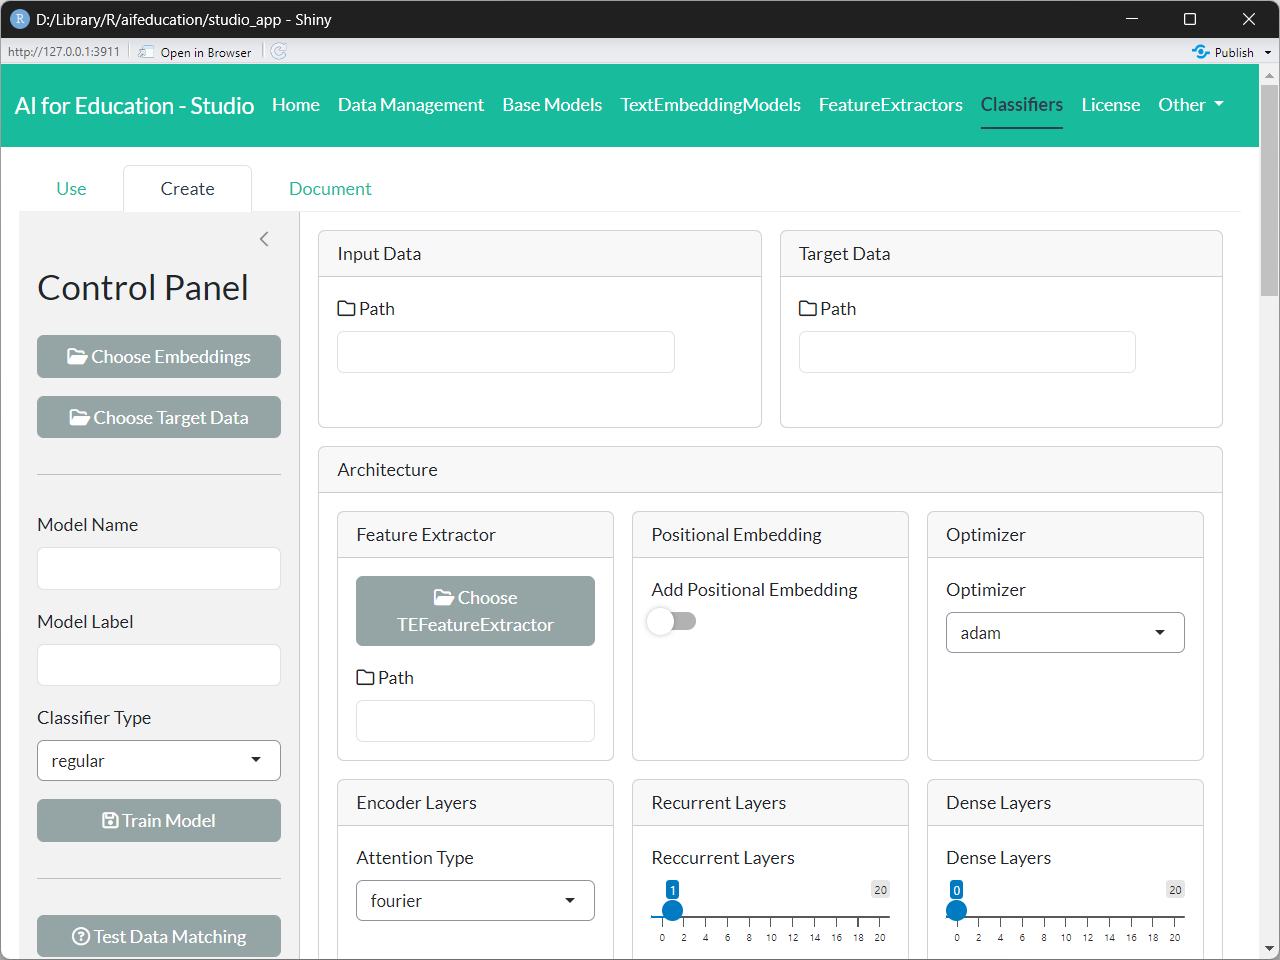 D:/Library/R/aifeducation/studio_app - Shiny
http://127.0.0.1:3911 Open in Browser Publish
AI for Education - Studio Home Data Management Base Models TextEmbeddingModels FeatureExtractors Classifiers License Other
Use Create Document
Control Panel
Choose Embeddings
Choose Target Data
Model Name
Model Label
Classifier Type
regular
Train Model
Test Data Matching
Input Data
Path
Target Data
Path
Architecture
Feature Extractor
Choose
TEFeatureExtractor
Path
Positional Embedding
Add Positional Embedding
Optimizer
Optimizer
adam
Encoder Layers
Attention Type
fourier
Recurrent Layers
Reccurrent Layers
1 20
0 2 4 6 8 10 12 14 16 18 20
Dense Layers
Dense Layers
0 20
0 2 4 6 8 10 12 14 16 18 20